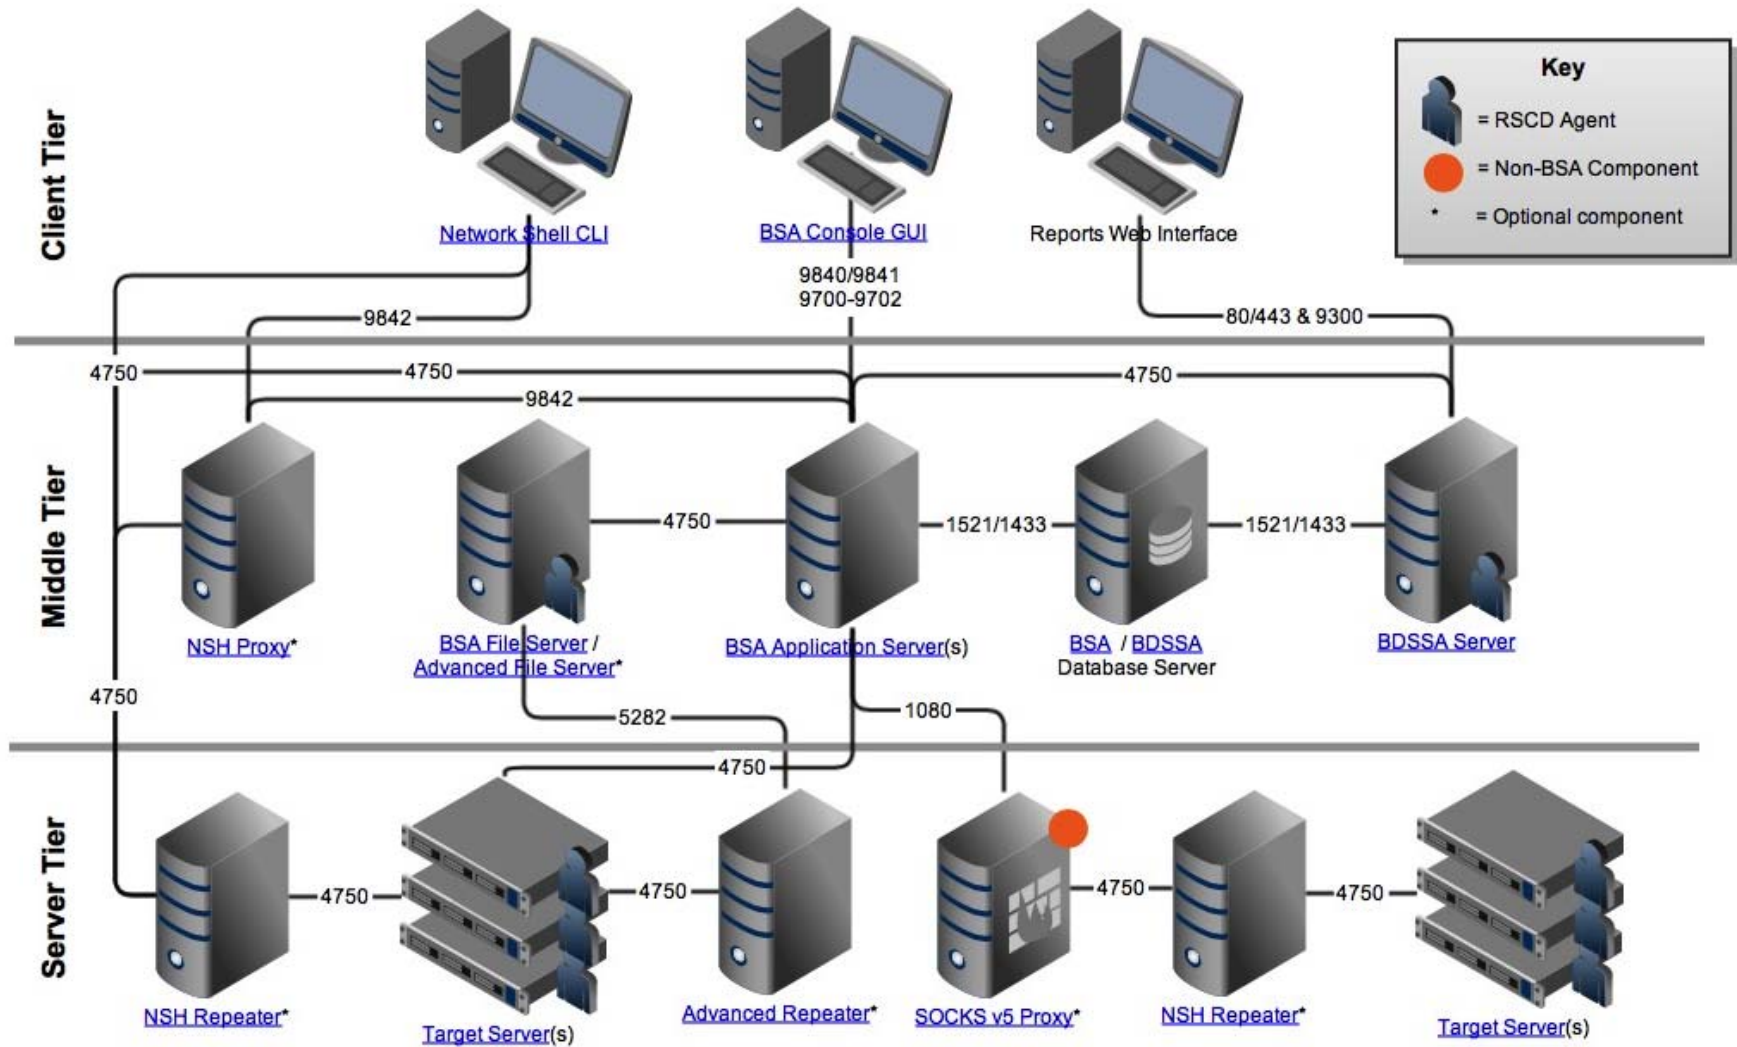 Client Tier
Network Shell CLI
BSA Console GUI
Reports Web Interface
Key
= RSCD Agent
= Non-BSA Component
* = Optional component
9840/9841
9700-9702
9842
80/443 & 9300
Middle Tier
4750
4750
4750
9842
4750
1521/1433
1521/1433
NSH Proxy*
BSA File Server /
Advanced File Server*
BSA Application Server(s)
BSA / BDSSA
Database Server
BDSSA Server
4750
5282
1080
Server Tier
4750
4750
4750
4750
4750
NSH Repeater*
Target Server(s)
Advanced Repeater*
SOCKS v5 Proxy*
NSH Repeater*
Target Server(s)